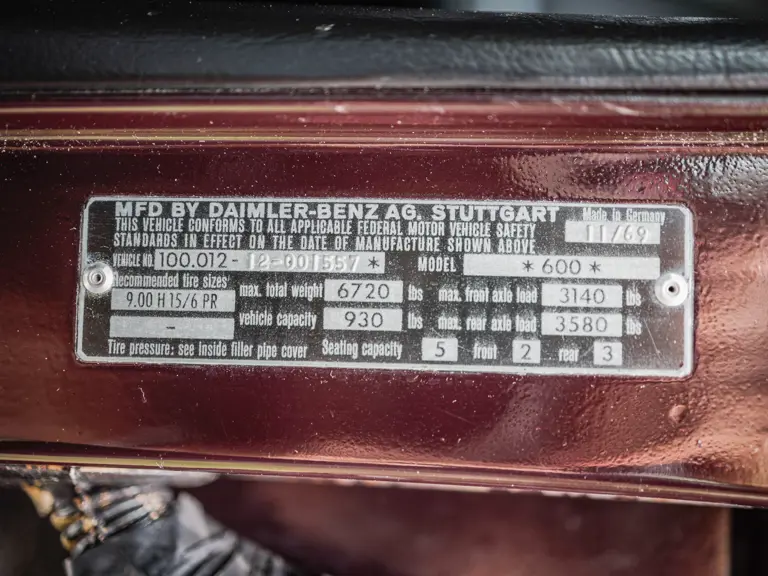 MFD BY DAIMLER-BENZ AG. STUTTGART Made in Germany
THIS VEHICLE CONFORMS TO ALL APPLICABLE FEDERAL MOTOR VEHICLE SAFETY 11/69
STANDARDS IN EFFECT ON THE DATE OF MANUFACTURE SHOWN ABOVE
VEHICLE NO. 100.012-12-001557* MODEL *600*
Recommended tire sizes
9.00 H 15/6 PR max. total weight 6720 lbs max. front axle load 3140 lbs
- vehicle capacity 930 lbs max. rear axle load 3580 lbs
Tire pressure: see inside filler pipe cover Seating capacity 5 front 2 rear 3